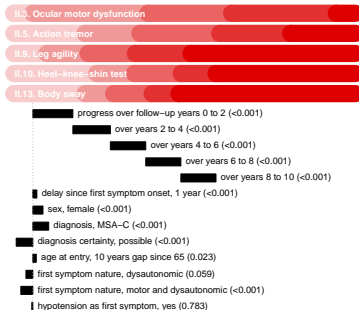 II.3. Ocular motor dysfunction
II.5. Action tremor
II.9. Leg agility
II.10. Heel−knee−shin test
II.13. Body sway
progress over follow−up years 0 to 2 (<0.001)
over years 2 to 4 (<0.001)
over years 4 to 6 (<0.001)
over years 6 to 8 (<0.001)
over years 8 to 10 (<0.001)
delay since first symptom onset, 1 year (<0.001)
sex, female (<0.001)
diagnosis, MSA−C (<0.001)
diagnosis certainty, possible (<0.001)
age at entry, 10 years gap since 65 (0.023)
first symptom nature, dysautonomic (0.059)
first symptom nature, motor and dysautonomic (<0.001)
hypotension as first symptom, yes (0.783)